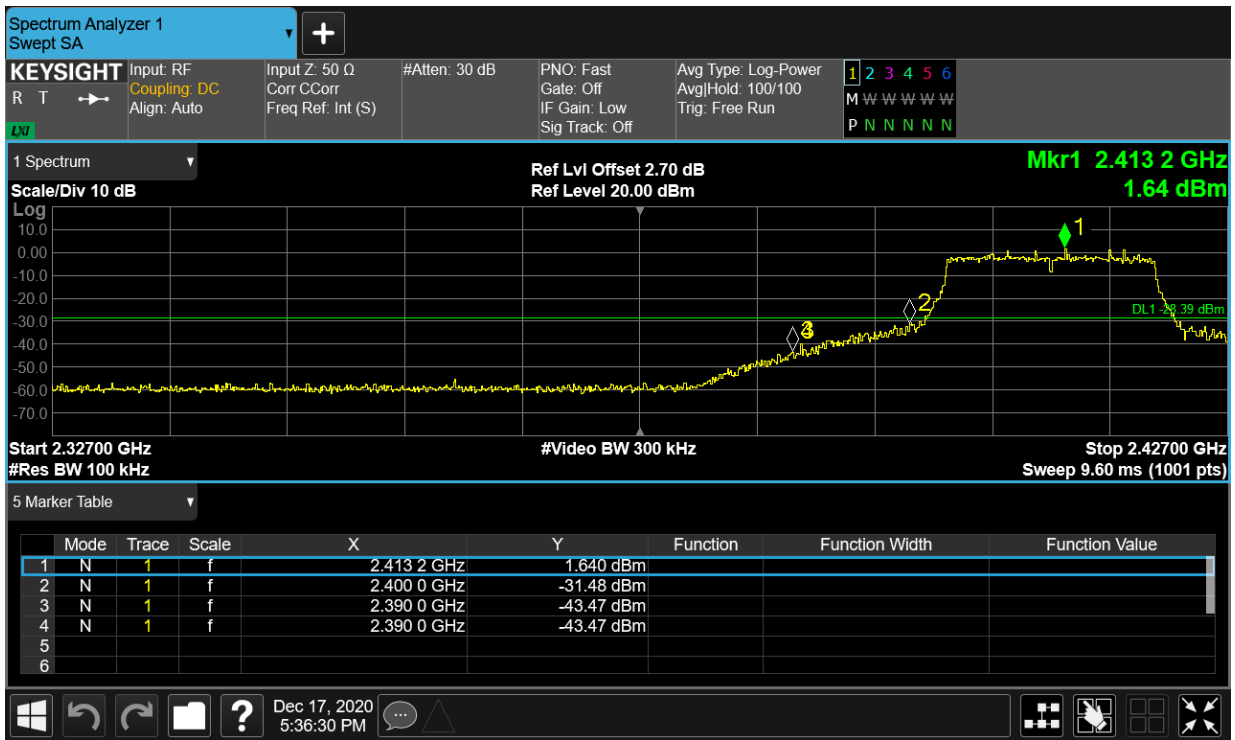 Spectrum Analyzer 1
Swept SA
+
KEYSIGHT Input: RF Input Z: 50 Ω #Atten: 30 dB PNO: Fast Avg Type: Log-Power 1 2 3 4 5 6
R T Coupling: DC Corr CCorr Gate: Off Avg|Hold: 100/100 M W W W W W
Align: Auto Freq Ref: Int (S) IF Gain: Low Trig: Free Run
LXI Sig Track: Off P N N N N N
1 Spectrum Ref Lvl Offset 2.70 dB Mkr1 2.413 2 GHz
Scale/Div 10 dB Ref Level 20.00 dBm 1.64 dBm
Log
10.0 1
0.00
-10.0
-20.0 2
DL1 -28.39 dBm
-30.0
-40.0
-50.0
-60.0
-70.0
Start 2.32700 GHz #Video BW 300 kHz Stop 2.42700 GHz
#Res BW 100 kHz Sweep 9.60 ms (1001 pts)
5 Marker Table
Mode Trace Scale X Y Function Function Width Function Value
1 N 1 f 2.413 2 GHz 1.640 dBm
2 N 1 f 2.400 0 GHz -31.48 dBm
3 N 1 f 2.390 0 GHz -43.47 dBm
4 N 1 f 2.390 0 GHz -43.47 dBm
5
6
? Dec 17, 2020
5:36:30 PM